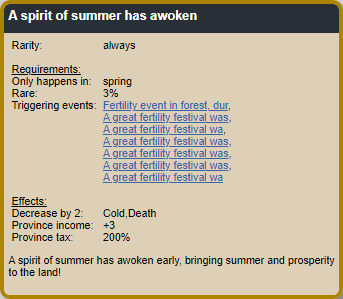 A spirit of summer has awoken
Rarity: always
Requirements:
Only happens in: spring
Rare: 3%
Triggering events: Fertility event in forest, dur,
A great fertility festival was,
A great fertility festival wa,
A great fertility festival was,
A great fertility festival was,
A great fertility festival was,
A great fertility festival wa
Effects:
Decrease by 2: Cold,Death
Province income: +3
Province tax: 200%
A spirit of summer has awoken early, bringing summer and prosperity
to the land!